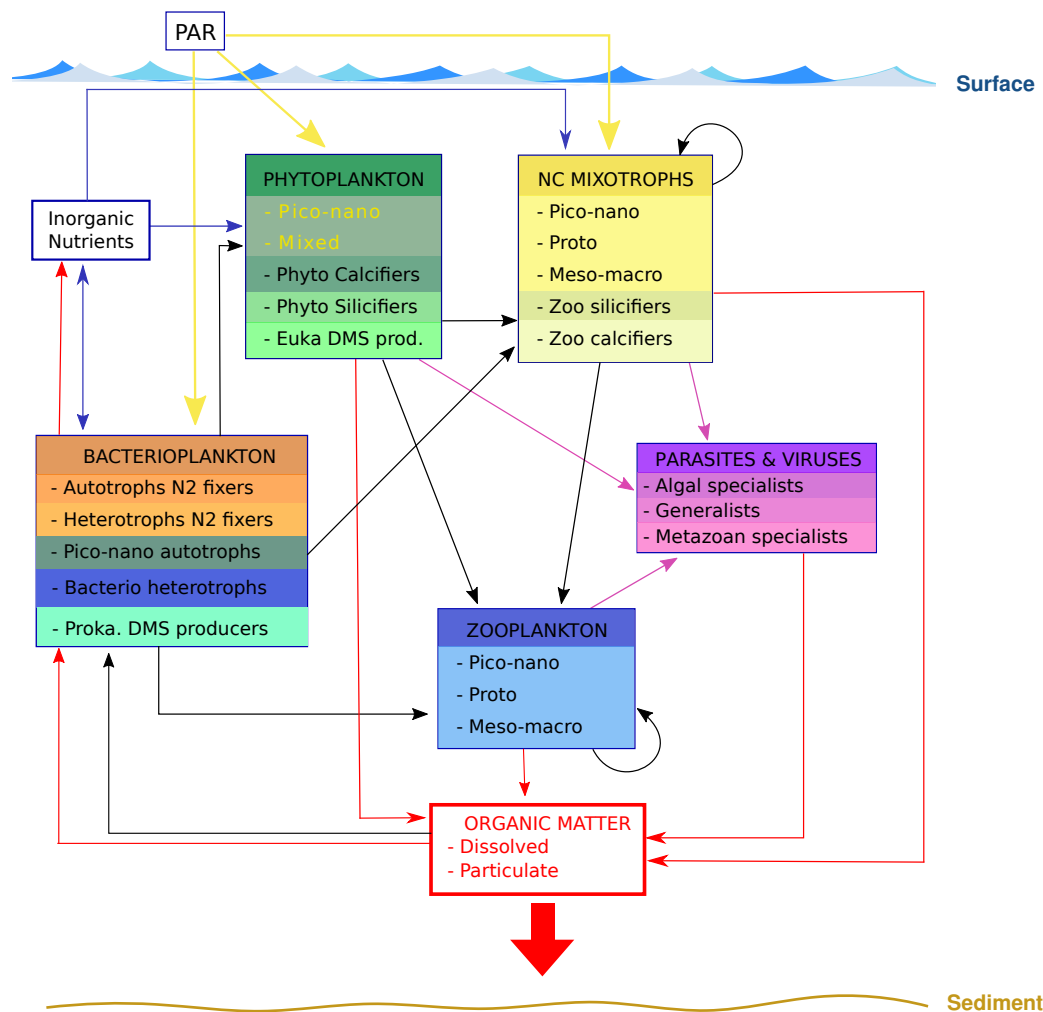 PAR
Surface
PHYTOPLANKTON
- Pico-nano
- Mixed
- Phyto Calcifiers
- Phyto Silicifiers
- Euka DMS prod.
NC MIXOTROPHS
- Pico-nano
- Proto
- Meso-macro
- Zoo silicifiers
- Zoo calcifiers
Inorganic
Nutrients
BACTERIOPLANKTON
- Autotrophs N2 fixers
- Heterotrophs N2 fixers
- Pico-nano autotrophs
- Bacterio heterotrophs
- Proka. DMS producers
PARASITES & VIRUSES
- Algal specialists
- Generalists
- Metazoan specialists
ZOOPLANKTON
- Pico-nano
- Proto
- Meso-macro
ORGANIC MATTER
- Dissolved
- Particulate
Sediment